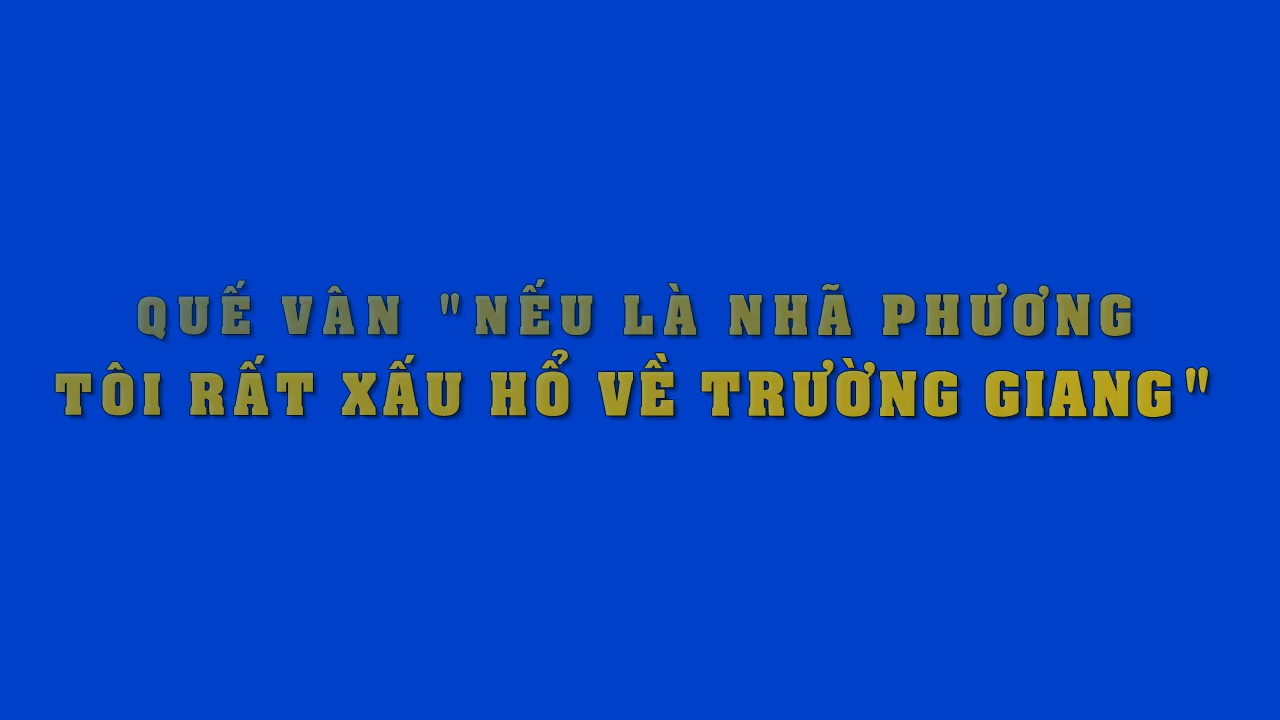 QUẾ VÂN "NẾU LÀ NHÃ PHƯƠNG
TÔI RẤT XẤU HỔ VỀ TRƯỜNG GIANG"